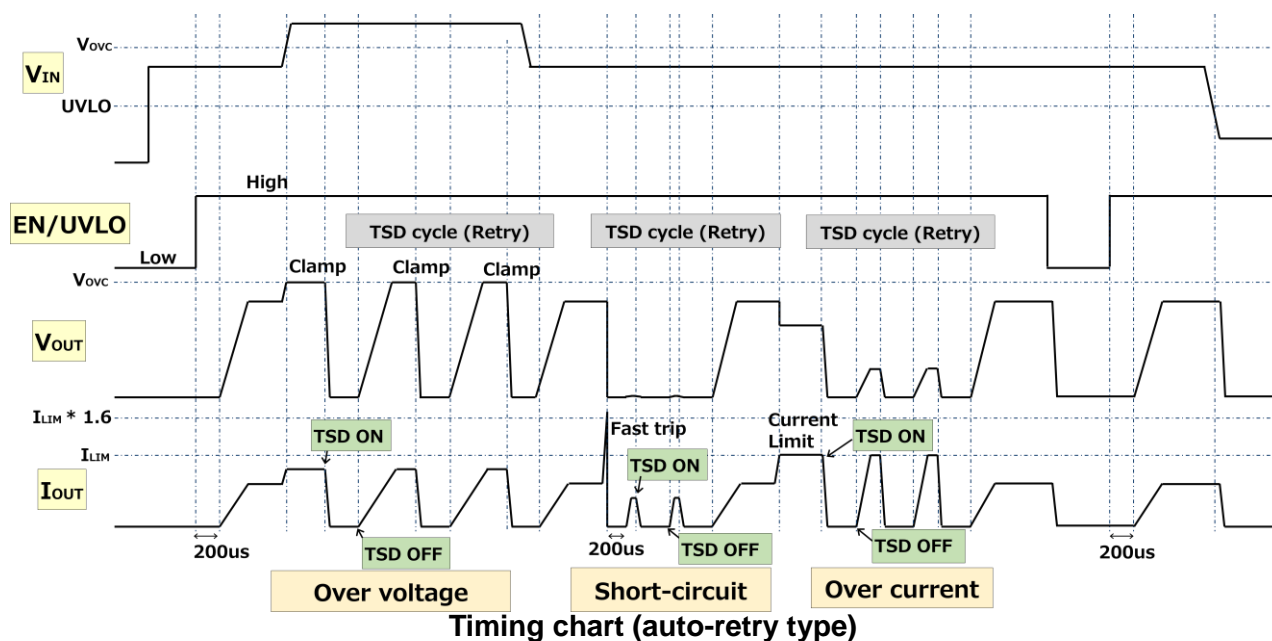 VOVC
VIN
UVLO
High
EN/UVLO
TSD cycle (Retry)
TSD cycle (Retry)
TSD cycle (Retry)
Low
VOVC
Clamp
Clamp
Clamp
VOUT
ILIM * 1.6
Fast trip
Current
Limit
TSD ON
TSD ON
TSD ON
ILIM
IOUT
200us
TSD OFF
200us
TSD OFF
TSD OFF
200us
Over voltage
Short-circuit
Over current
Timing chart (auto-retry type)